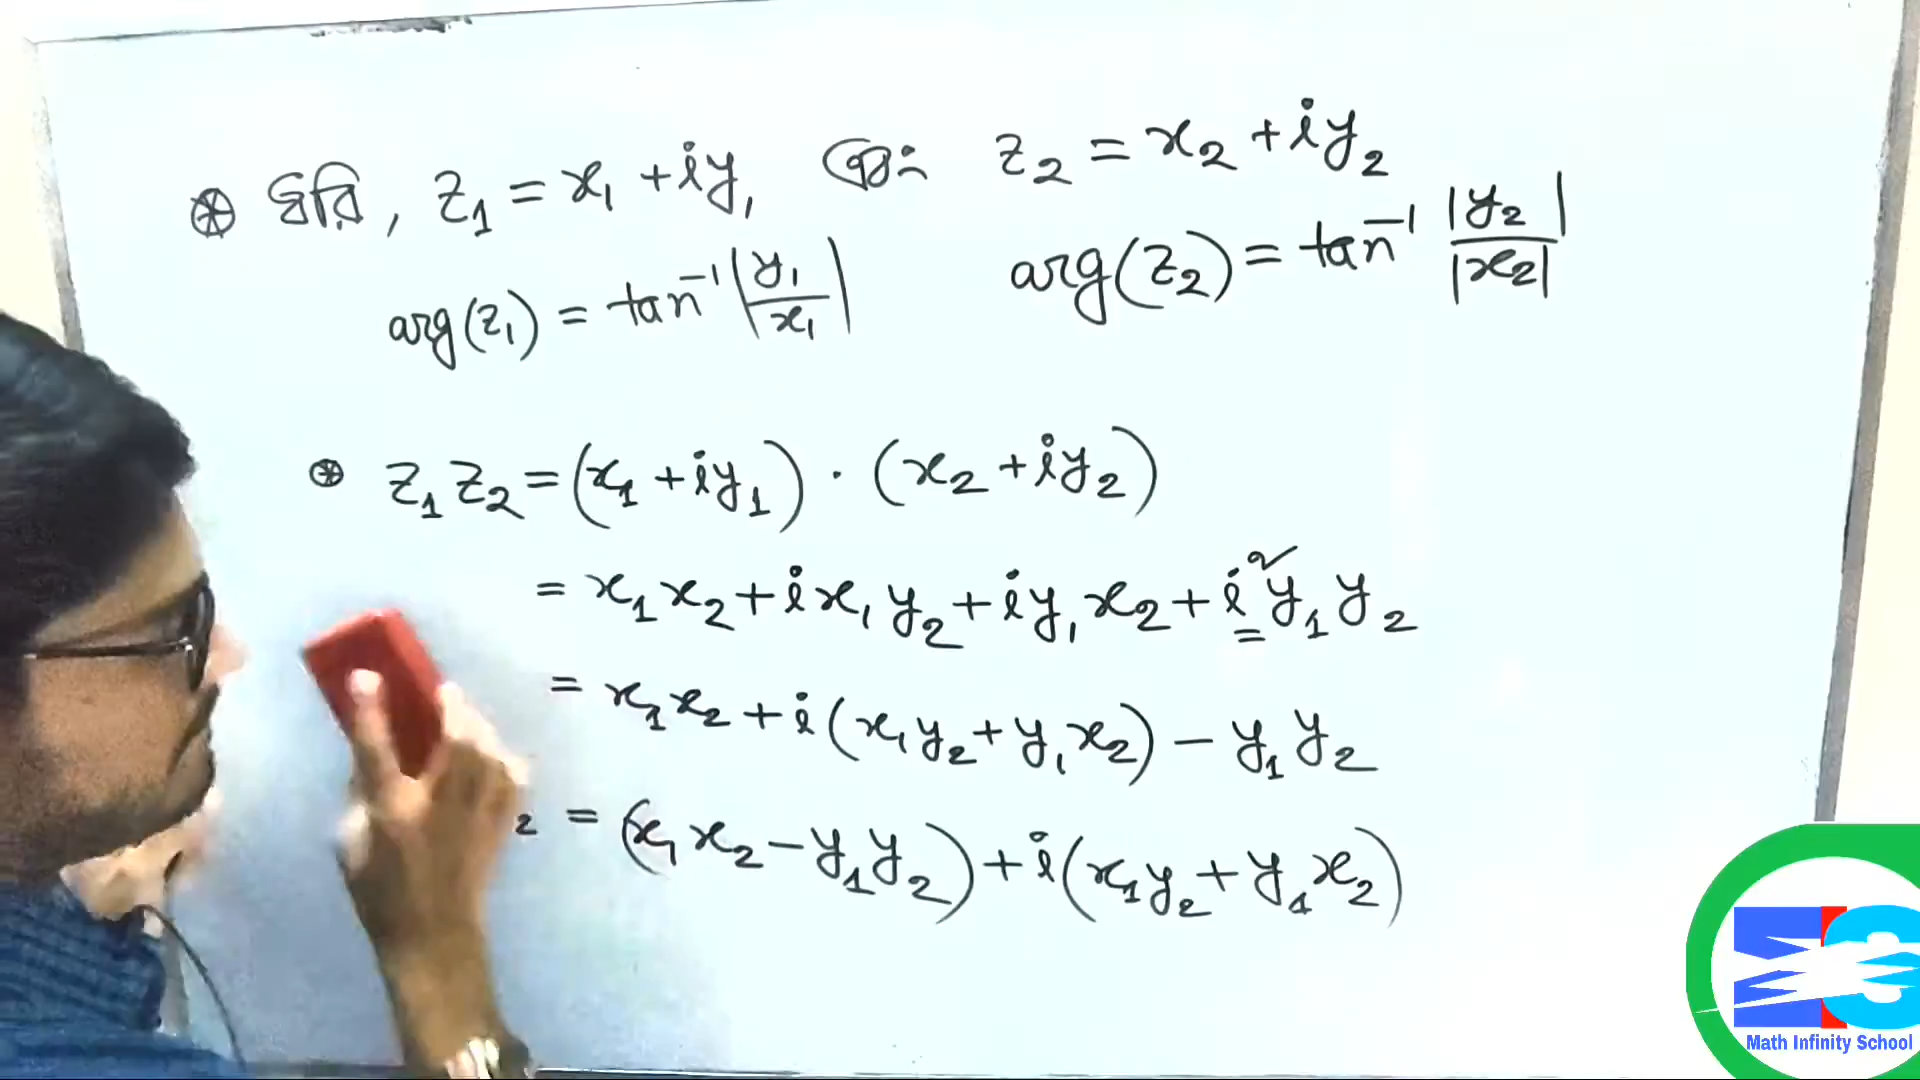 ⊛ ধরি, z₁ = x₁ + iy₁ এবং z₂ = x₂ + iy₂
arg(z₁) = tan⁻¹ |y₁/x₁| arg(z₂) = tan⁻¹ |y₂|/|x₂|
⊛ z₁z₂ = (x₁ + iy₁) · (x₂ + iy₂)
= x₁x₂ + ix₁y₂ + iy₁x₂ + i²y₁y₂
= x₁x₂ + i(x₁y₂ + y₁x₂) − y₁y₂
₂ = (x₁x₂ − y₁y₂) + i(x₁y₂ + y₁x₂)
Math Infinity School